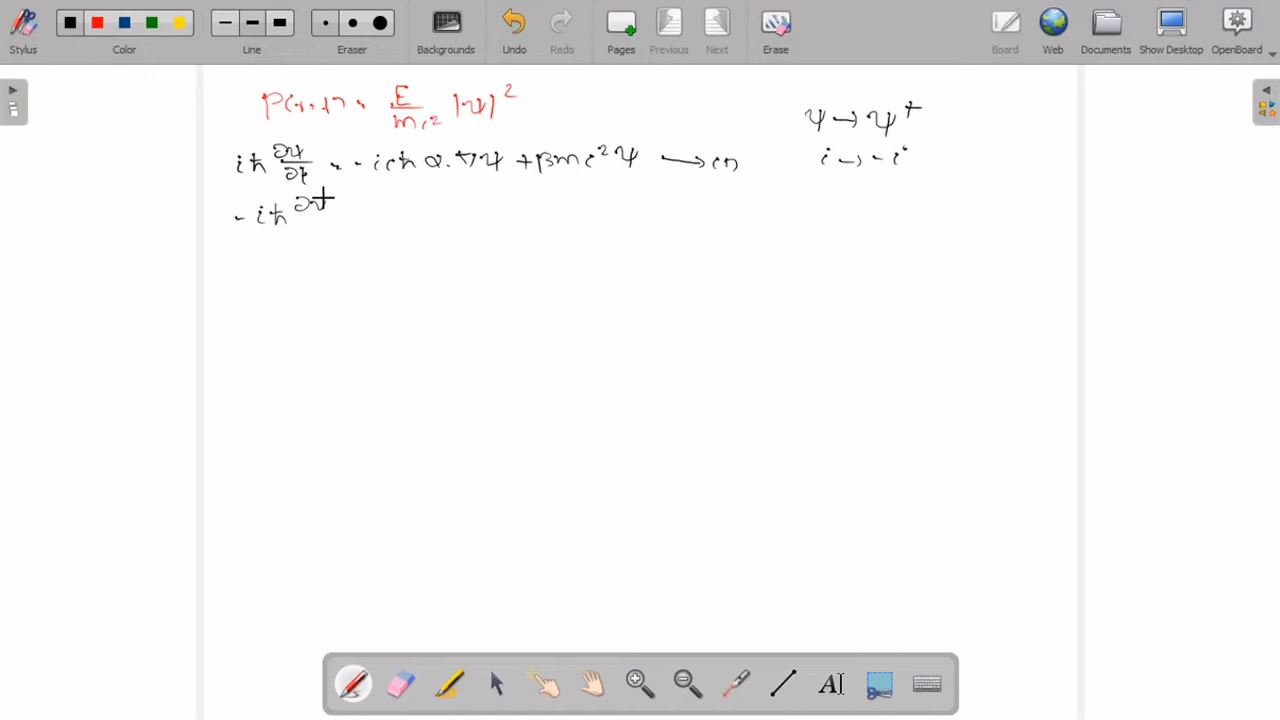 Stylus Color Line Eraser Backgrounds Undo Redo Pages Previous Next Erase Board Web Documents Show Desktop OpenBoard
P(r,t) = E/mc² |ψ|²
ψ → ψ†
iħ ∂ψ/∂t = -icħ α.∇ψ + βmc²ψ → (1)
i → -i
- iħ ∂ψ